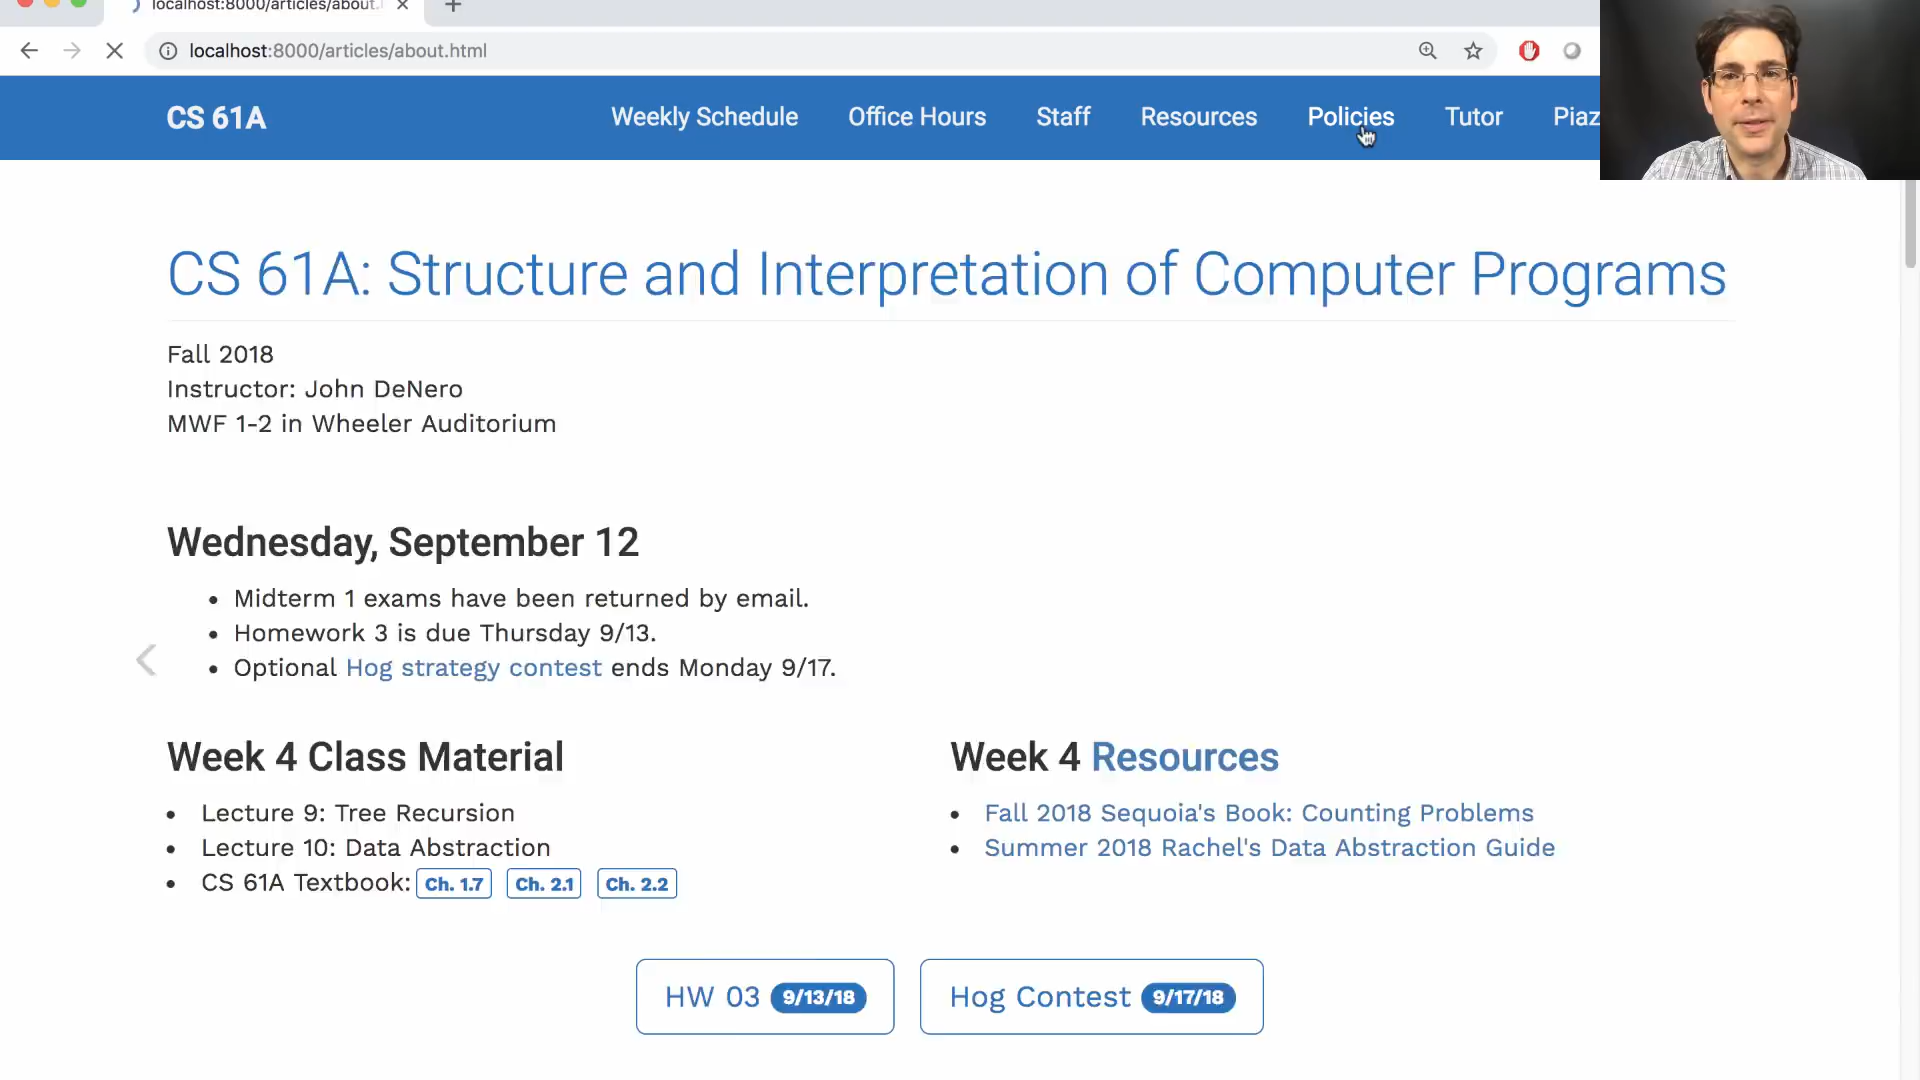 localhost:8000/articles/about.
localhost:8000/articles/about.html
CS 61A
Weekly Schedule
Office Hours
Staff
Resources
Policies
Tutor
Piaz
CS 61A: Structure and Interpretation of Computer Programs
Fall 2018
Instructor: John DeNero
MWF 1-2 in Wheeler Auditorium
Wednesday, September 12
• Midterm 1 exams have been returned by email.
• Homework 3 is due Thursday 9/13.
• Optional Hog strategy contest ends Monday 9/17.
Week 4 Class Material
• Lecture 9: Tree Recursion
• Lecture 10: Data Abstraction
• CS 61A Textbook: Ch. 1.7 Ch. 2.1 Ch. 2.2
Week 4 Resources
• Fall 2018 Sequoia's Book: Counting Problems
• Summer 2018 Rachel's Data Abstraction Guide
HW 03 9/13/18
Hog Contest 9/17/18